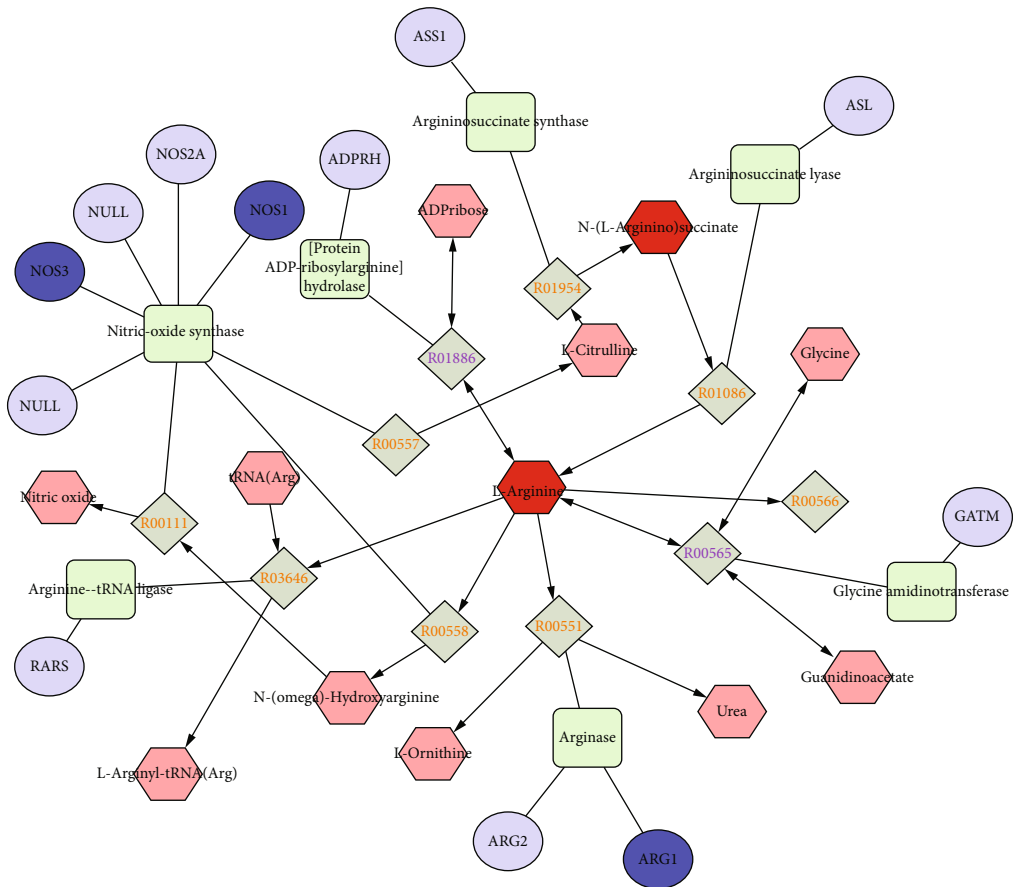 ASS1
ASL
Argininosuccinate synthase
NOS2A
ADPRH
Argininosuccinate lyase
NULL
NOS1
ADPribose
N-(L-Arginino)succinate
[Protein
ADP-ribosylarginine]
hydrolase
NOS3
R01954
Nitric-oxide synthase
L-Citrulline
Glycine
R01886
R01086
NULL
R00557
tRNA(Arg)
L-Arginine
Nitric oxide
R00566
R00111
GATM
R00565
R03646
Arginine--tRNA ligase
Glycine amidinotransferase
R00558
R00551
RARS
Guanidinoacetate
N-(omega)-Hydroxyarginine
Urea
Arginase
L-Ornithine
L-Arginyl-tRNA(Arg)
ARG2
ARG1